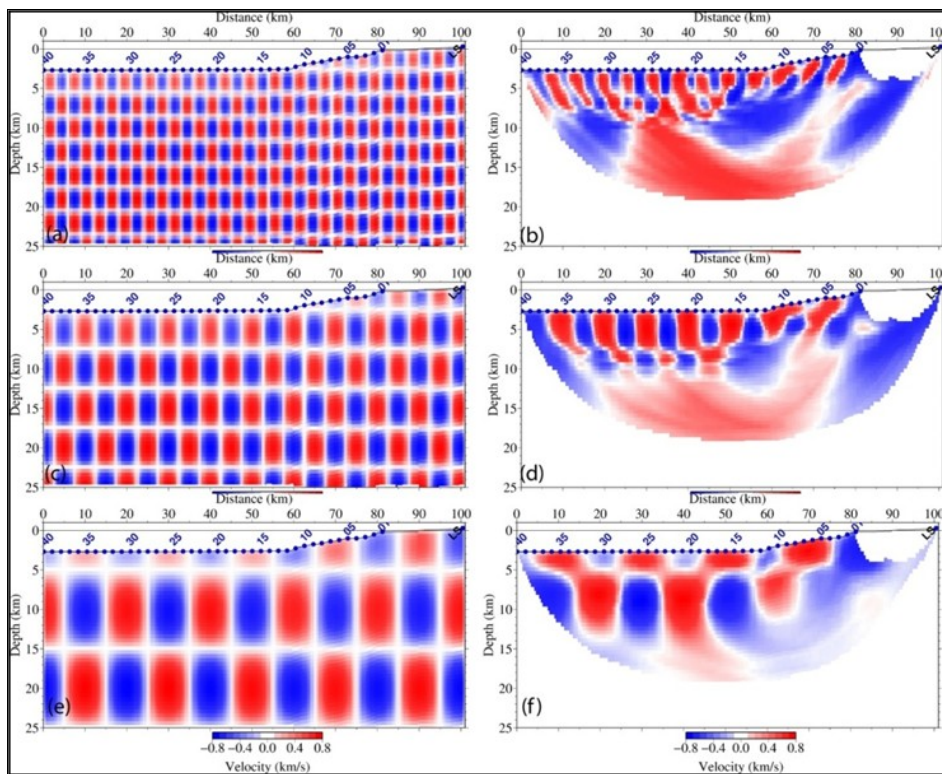 Distance (km) Distance (km)
0 10 20 30 40 50 60 70 80 90 100 0 10 20 30 40 50 60 70 80 90 100
0 5 10 15 20 25 Depth (km) 40 35 30 25 20 15 10 05 01 LS (a)
0 5 10 15 20 25 Depth (km) 40 35 30 25 20 15 10 05 01 LS (b)
Distance (km) Distance (km)
0 10 20 30 40 50 60 70 80 90 100 0 10 20 30 40 50 60 70 80 90 100
0 5 10 15 20 25 Depth (km) 40 35 30 25 20 15 10 05 01 LS (c)
0 5 10 15 20 25 Depth (km) 40 35 30 25 20 15 10 05 01 LS (d)
Distance (km) Distance (km)
0 10 20 30 40 50 60 70 80 90 100 0 10 20 30 40 50 60 70 80 90 100
0 5 10 15 20 25 Depth (km) 40 35 30 25 20 15 10 05 01 LS (e)
0 5 10 15 20 25 Depth (km) 40 35 30 25 20 15 10 05 01 LS (f)
−0.8 −0.4 0.0 0.4 0.8 −0.8 −0.4 0.0 0.4 0.8
Velocity (km/s) Velocity (km/s)